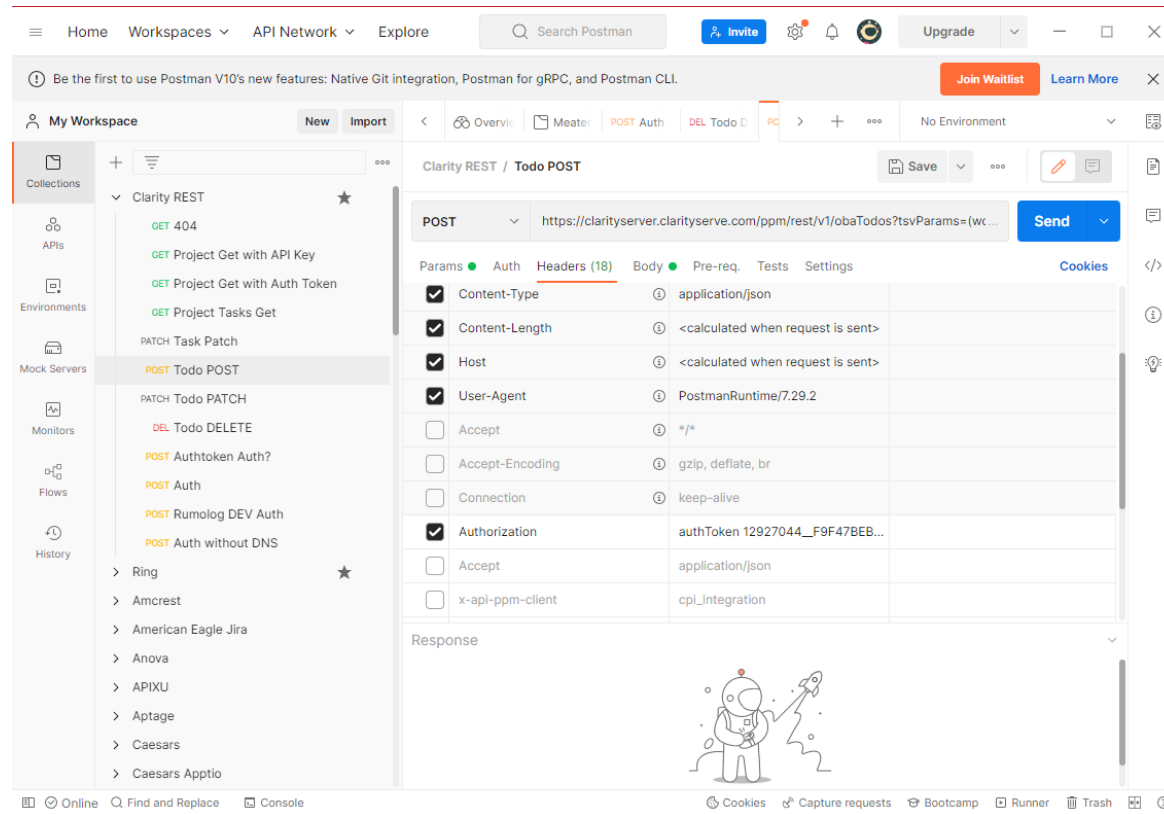 Home Workspaces API Network Explore Search Postman Invite Upgrade
Be the first to use Postman V10's new features: Native Git integration, Postman for gRPC, and Postman CLI. Join Waitlist Learn More
My Workspace New Import
Overvie Meater POST Auth DEL Todo D No Environment
Collections
APIs
Environments
Mock Servers
Monitors
Flows
History
Clarity REST
GET 404
GET Project Get with API Key
GET Project Get with Auth Token
GET Project Tasks Get
PATCH Task Patch
POST Todo POST
PATCH Todo PATCH
DEL Todo DELETE
POST Authtoken Auth?
POST Auth
POST Rumolog DEV Auth
POST Auth without DNS
Ring
Amcrest
American Eagle Jira
Anova
APIXU
Aptage
Caesars
Caesars Apptio
Clarity REST / Todo POST Save
POST https://clarityserver.clarityserve.com/ppm/rest/v1/obaTodos?tsvParams=(wc... Send
Params Auth Headers (18) Body Pre-req. Tests Settings Cookies
Content-Type application/json
Content-Length <calculated when request is sent>
Host <calculated when request is sent>
User-Agent PostmanRuntime/7.29.2
Accept */*
Accept-Encoding gzip, deflate, br
Connection keep-alive
Authorization authToken 12927044__F9F47BEB...
Accept application/json
x-api-ppm-client cpi_integration
Response
Online Find and Replace Console Cookies Capture requests Bootcamp Runner Trash